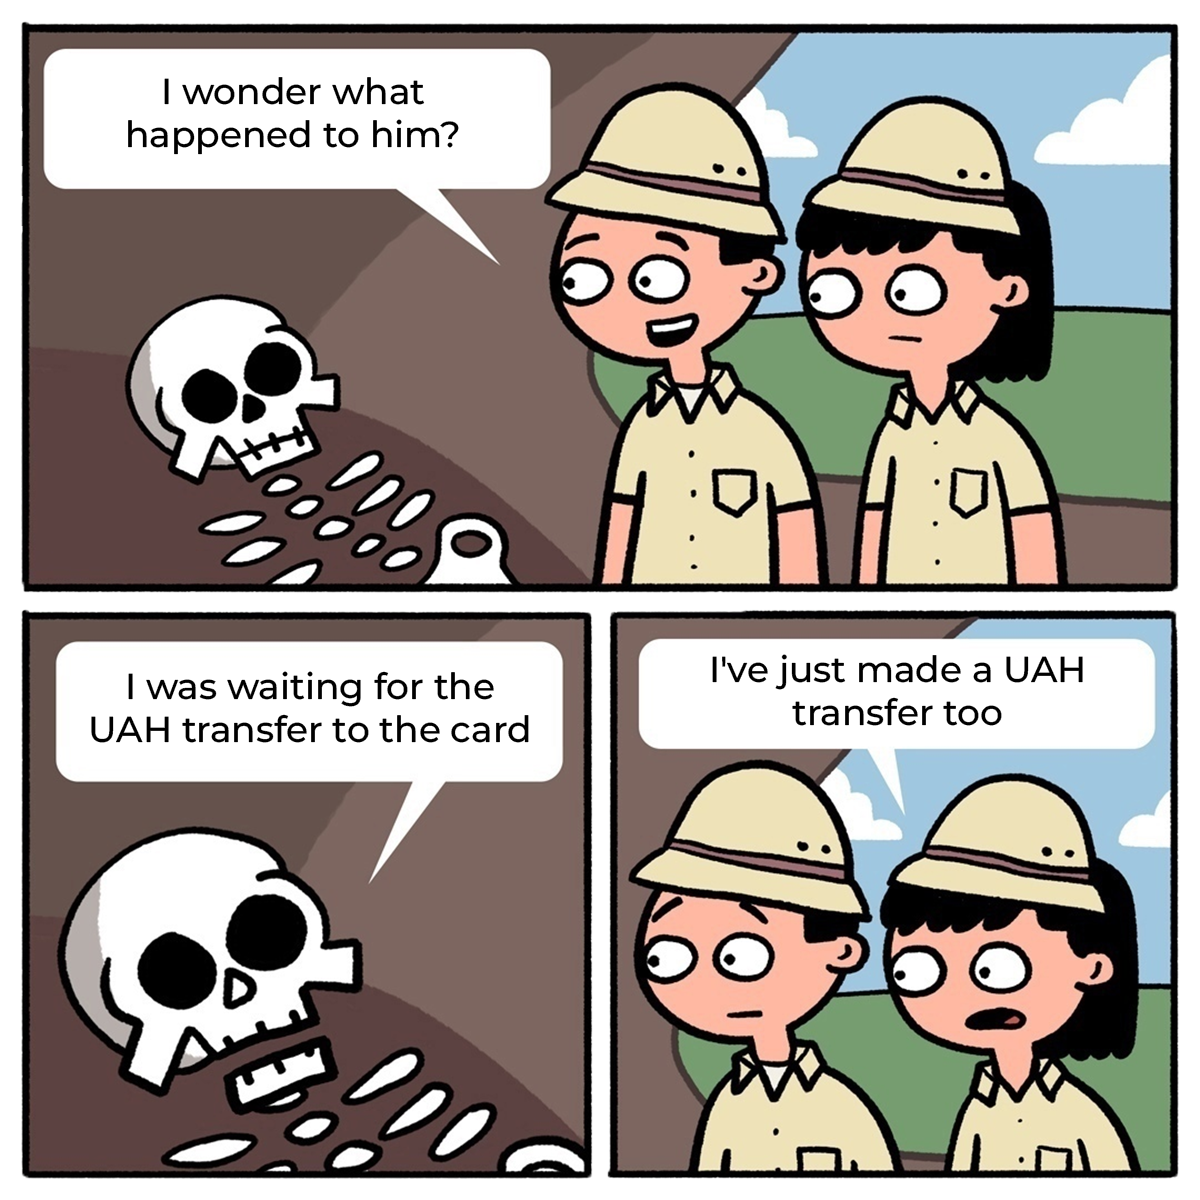 I wonder what
happened to him?
I was waiting for the
UAH transfer to the card
I've just made a UAH
transfer too